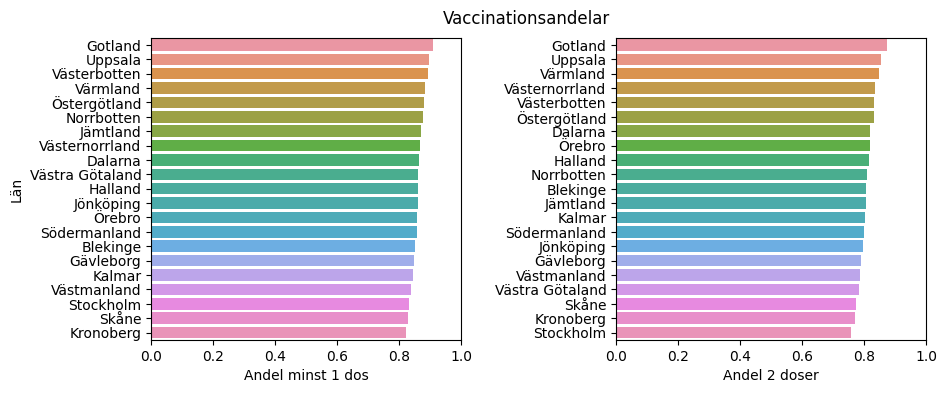 Vaccinationsandelar
Län
Gotland
Uppsala
Västerbotten
Värmland
Östergötland
Norrbotten
Jämtland
Västernorrland
Dalarna
Västra Götaland
Halland
Jönköping
Örebro
Södermanland
Blekinge
Gävleborg
Kalmar
Västmanland
Stockholm
Skåne
Kronoberg
0.0 0.2 0.4 0.6 0.8 1.0
Andel minst 1 dos
Gotland
Uppsala
Värmland
Västernorrland
Västerbotten
Östergötland
Dalarna
Örebro
Halland
Norrbotten
Blekinge
Jämtland
Kalmar
Södermanland
Jönköping
Gävleborg
Västmanland
Västra Götaland
Skåne
Kronoberg
Stockholm
0.0 0.2 0.4 0.6 0.8 1.0
Andel 2 doser